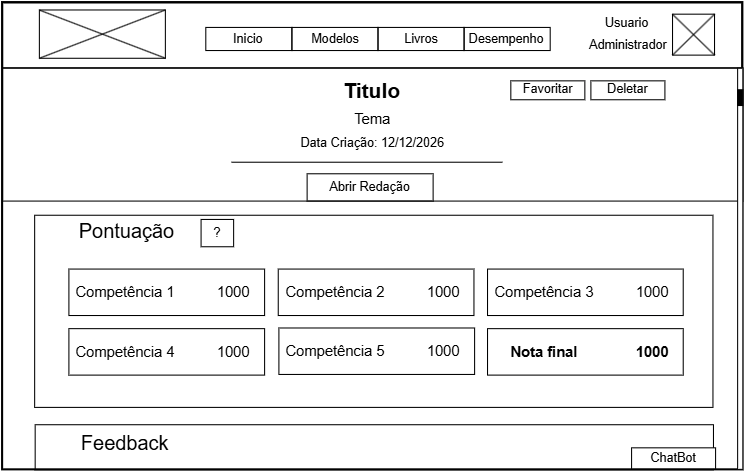 Inicio Modelos Livros Desempenho
Usuario
Administrador
Titulo
Favoritar Deletar
Tema
Data Criação: 12/12/2026
Abrir Redação
Pontuação ?
Competência 1 1000 Competência 2 1000 Competência 3 1000
Competência 4 1000 Competência 5 1000 Nota final 1000
Feedback
ChatBot